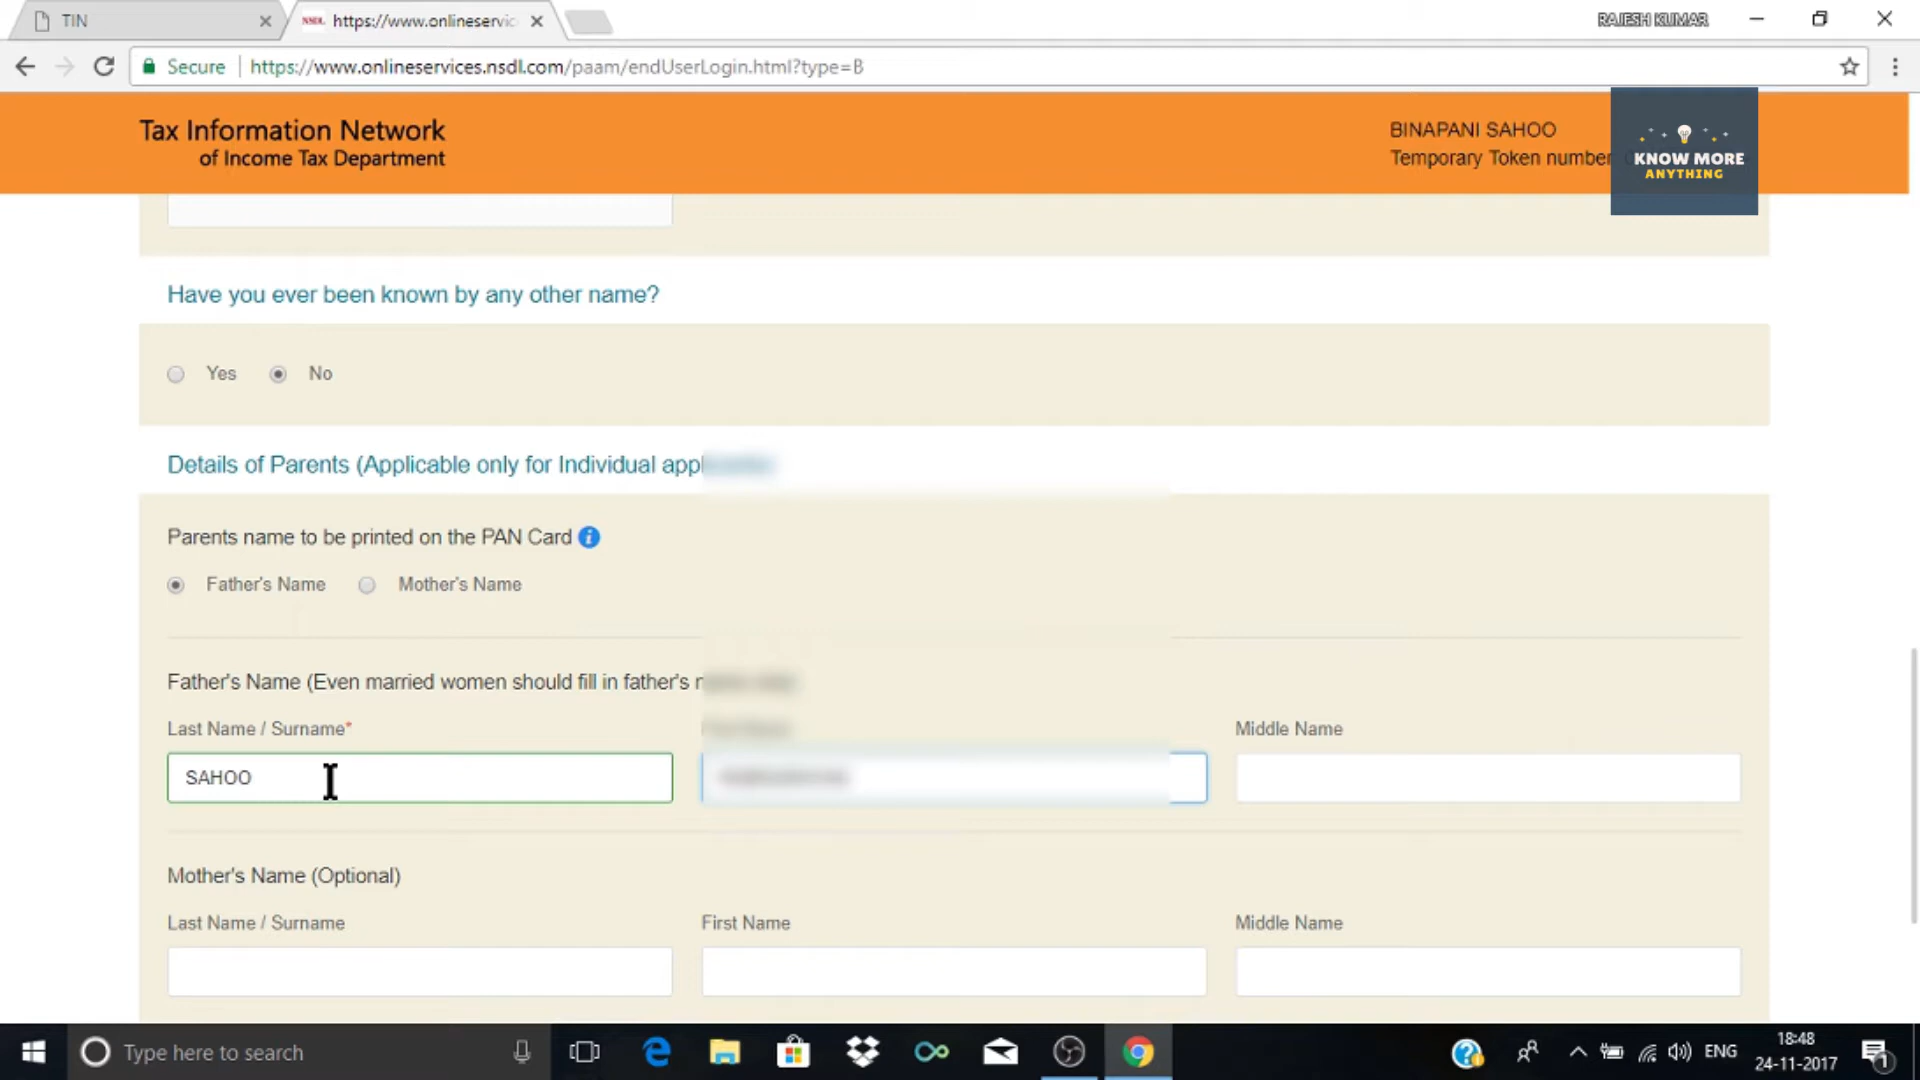 TIN
NSDL https://www.onlineservic
RAJESH KUMAR
Secure https://www.onlineservices.nsdl.com/paam/endUserLogin.html?type=B
Tax Information Network
of Income Tax Department
BINAPANI SAHOO
Temporary Token number
KNOW MORE
ANYTHING
Have you ever been known by any other name?
Yes No
Details of Parents (Applicable only for Individual
Parents name to be printed on the PAN Card i
Father's Name Mother's Name
Father's Name (Even married women should fill in father's
Last Name / Surname* Middle Name
SAHOO
Mother's Name (Optional)
Last Name / Surname First Name Middle Name
Type here to search
ENG
18:48
24-11-2017
1